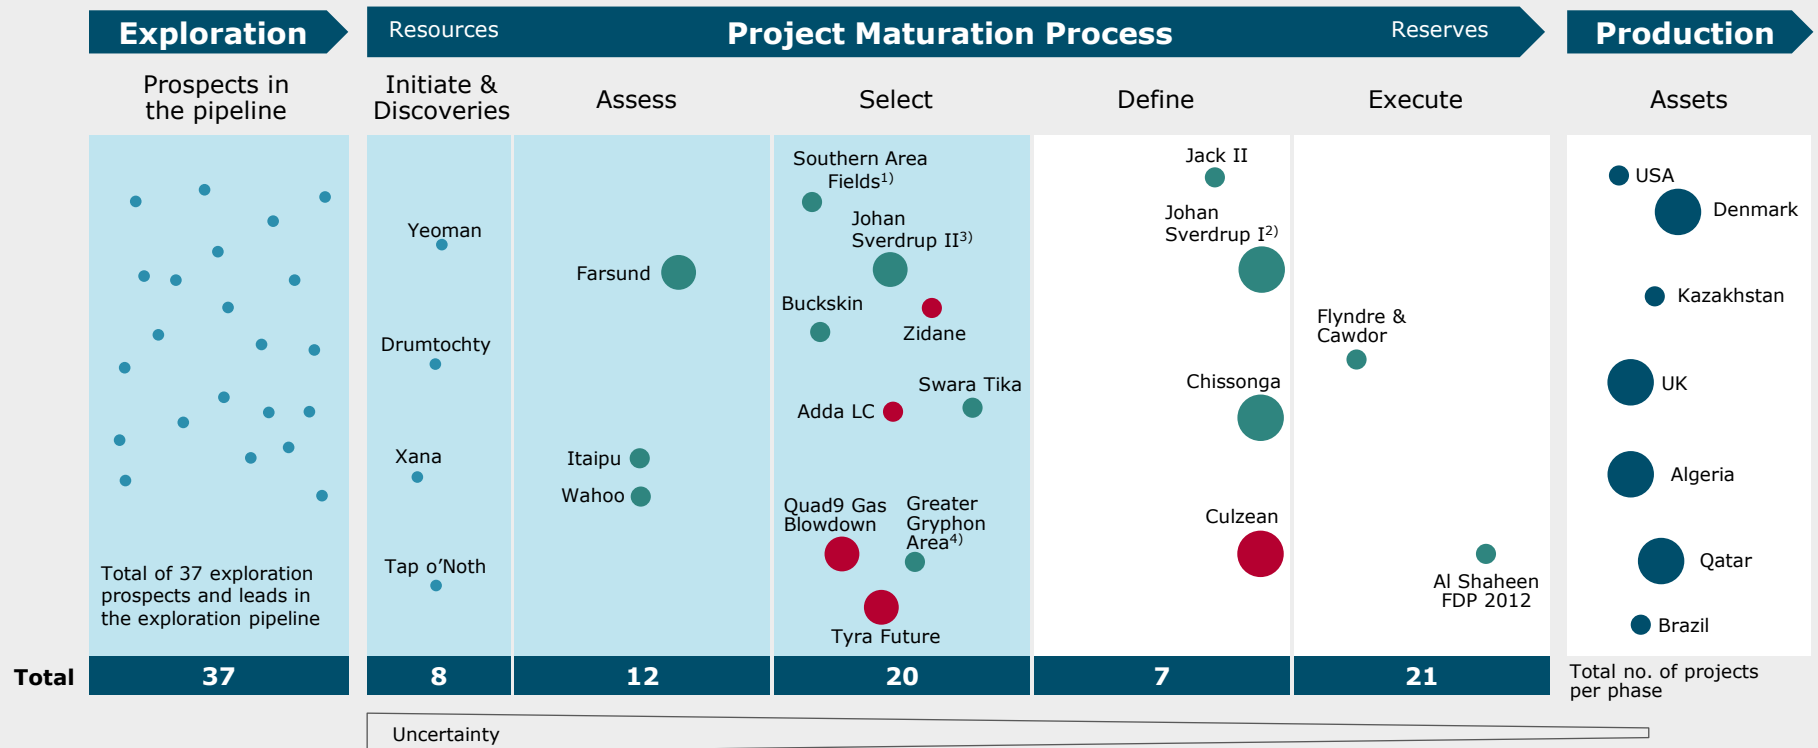 Exploration
Resources
Project Maturation Process
Reserves
Production
Prospects in
the pipeline
Initiate &
Discoveries
Assess
Select
Define
Execute
Assets
Total of 37 exploration
prospects and leads in
the exploration pipeline
Yeoman
Drumtochty
Xana
Tap o’Noth
Farsund
Itaipu
Wahoo
Southern Area
Fields1)
Johan
Sverdrup II3)
Buckskin
Zidane
Swara Tika
Adda LC
Quad9 Gas
Blowdown
Greater
Gryphon
Area4)
Tyra Future
Jack II
Johan
Sverdrup I2)
Chissonga
Culzean
Flyndre &
Cawdor
Al Shaheen
FDP 2012
USA
Denmark
Kazakhstan
UK
Algeria
Qatar
Brazil
Total
37
8
12
20
7
21
Total no. of projects
per phase
Uncertainty